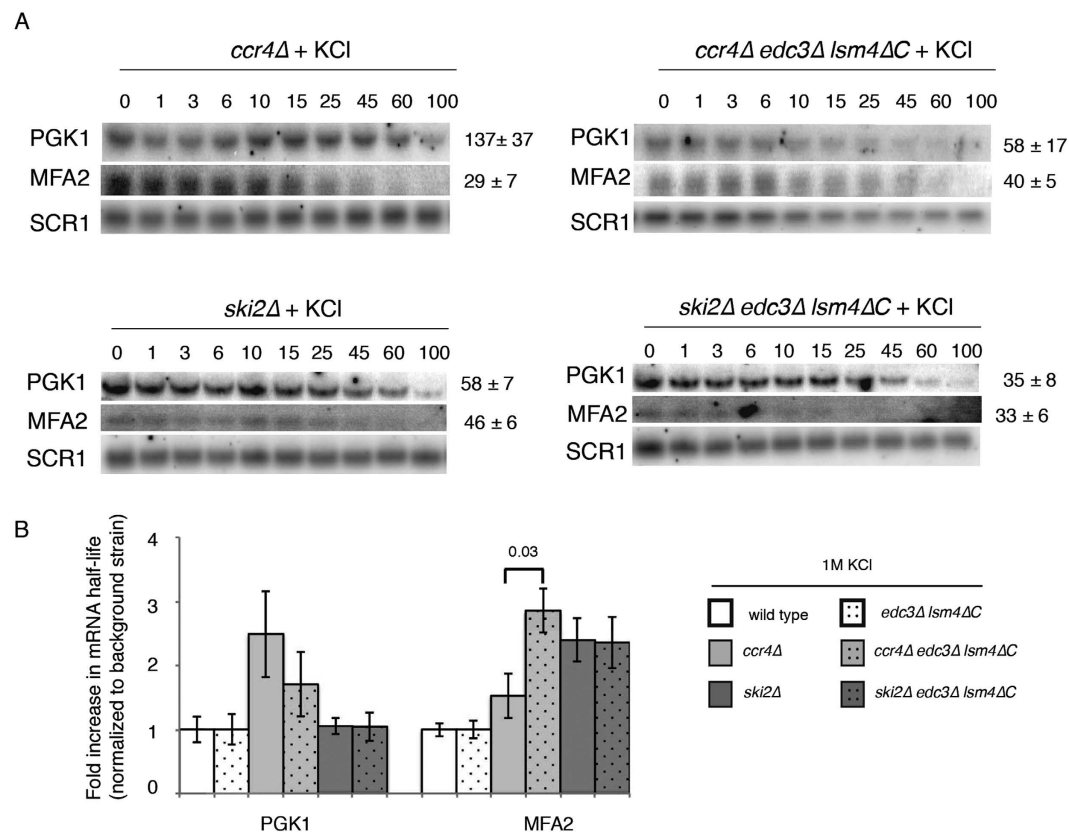 A
ccr4Δ + KCl
0 1 3 6 10 15 25 45 60 100
PGK1
137± 37
MFA2
29 ± 7
SCR1
ccr4Δ edc3Δ lsm4ΔC + KCl
0 1 3 6 10 15 25 45 60 100
PGK1
58 ± 17
MFA2
40 ± 5
SCR1
ski2Δ + KCl
0 1 3 6 10 15 25 45 60 100
PGK1
58 ± 7
MFA2
46 ± 6
SCR1
ski2Δ edc3Δ lsm4ΔC + KCl
0 1 3 6 10 15 25 45 60 100
PGK1
35 ± 8
MFA2
33 ± 6
SCR1
B
Fold increase in mRNA half-life
(normalized to background strain)
4
3
2
1
0
0.03
PGK1
MFA2
1M KCl
wild type
edc3Δ lsm4ΔC
ccr4Δ
ccr4Δ edc3Δ lsm4ΔC
ski2Δ
ski2Δ edc3Δ lsm4ΔC